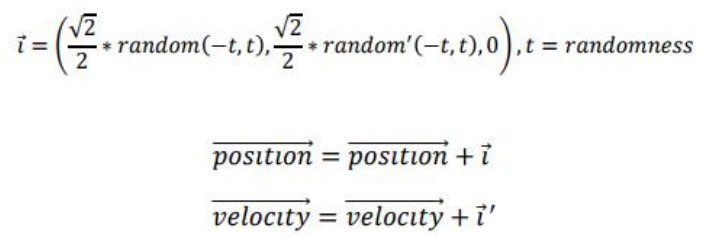 i⃗ = (√2/2 * random(−t, t), √2/2 * random′(−t, t), 0), t = randomness
position⃗ = position⃗ + i⃗
velocity⃗ = velocity⃗ + i⃗′